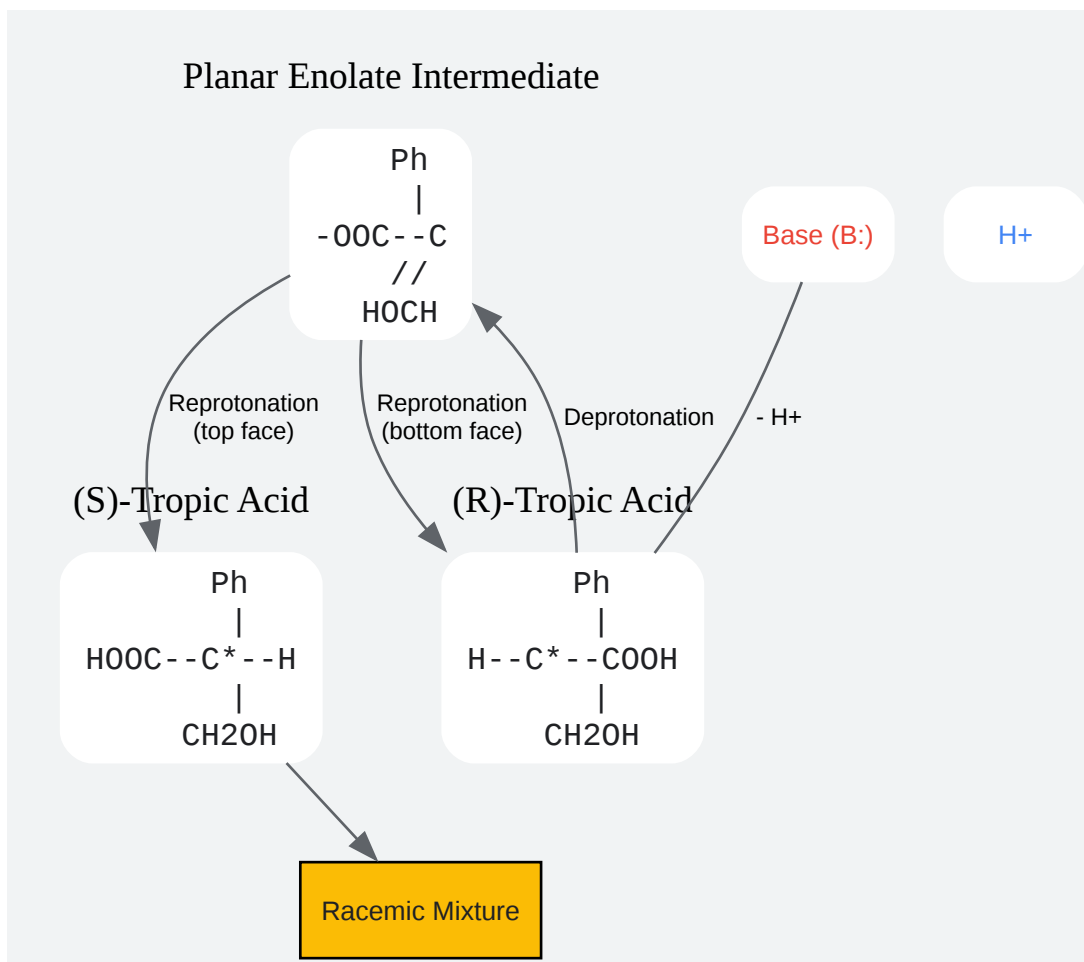 Planar Enolate Intermediate
Ph
|
-OOC--C
//
HOCH
Base (B:)
H+
Reprotonation
(top face)
Reprotonation
(bottom face)
Deprotonation
- H+
(S)-Tropic Acid
(R)-Tropic Acid
Ph
|
HOOC--C*--H
|
CH2OH
Ph
|
H--C*--COOH
|
CH2OH
Racemic Mixture